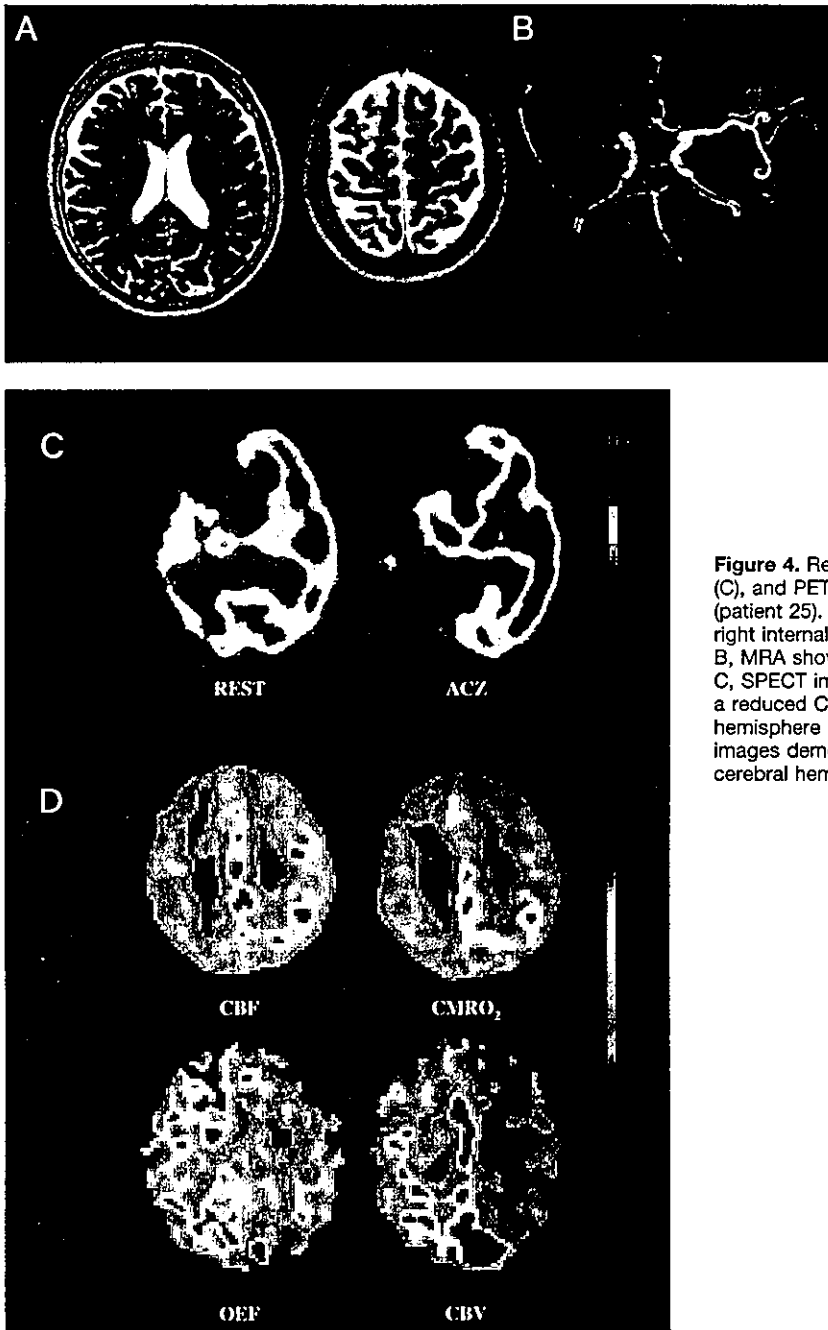 A
B
C
REST
ACZ
Figure 4. Re
(C), and PET
(patient 25).
right internal
B, MRA show
C, SPECT im
a reduced C
hemisphere
images dem
cerebral hem
D
CBF
CMRO₂
OEF
CBV